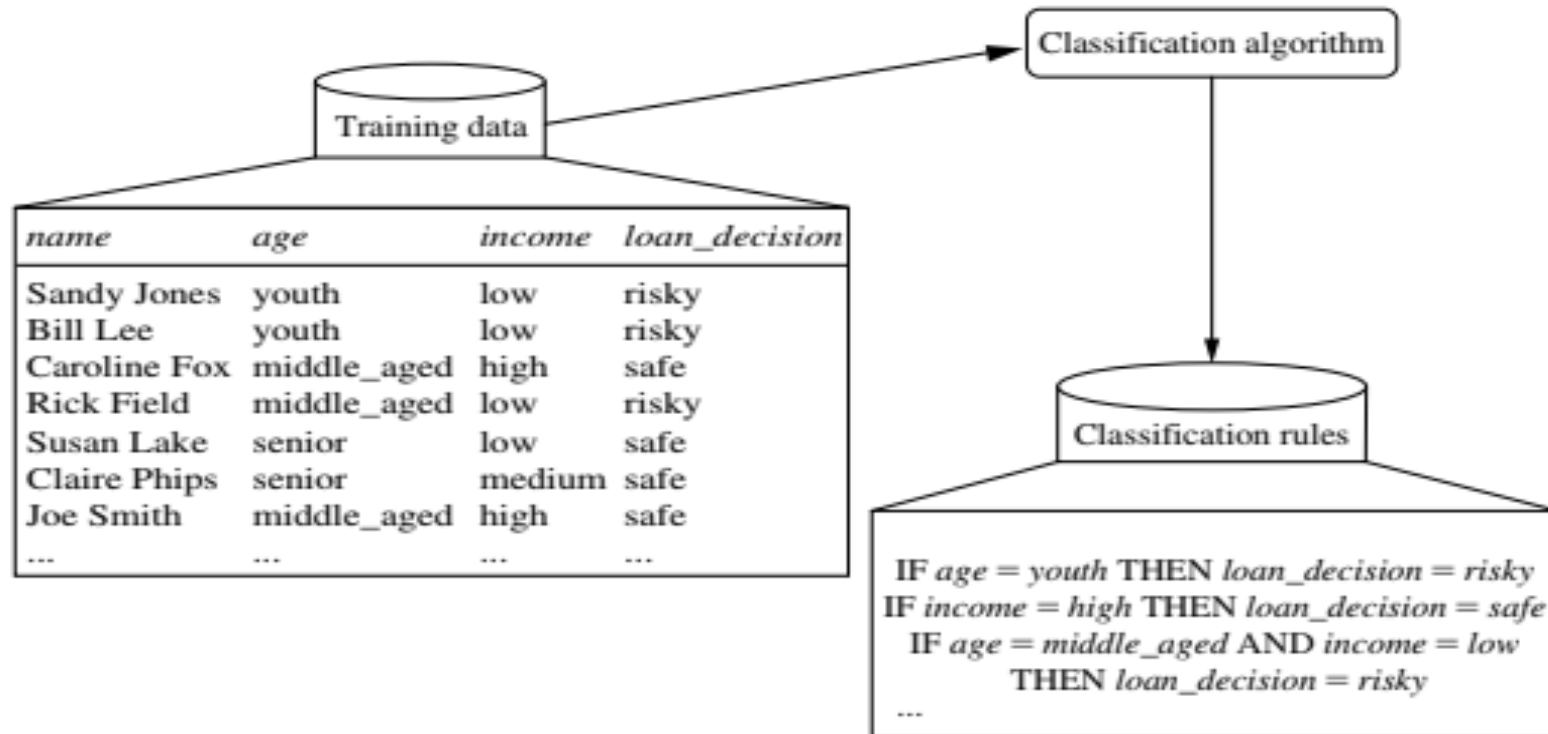 Classification algorithm
Training data
name age income loan_decision
Sandy Jones youth low risky
Bill Lee youth low risky
Caroline Fox middle_aged high safe
Rick Field middle_aged low risky
Susan Lake senior low safe
Claire Phips senior medium safe
Joe Smith middle_aged high safe
... ... ... ...
Classification rules
IF age = youth THEN loan_decision = risky
IF income = high THEN loan_decision = safe
IF age = middle_aged AND income = low
THEN loan_decision = risky
...